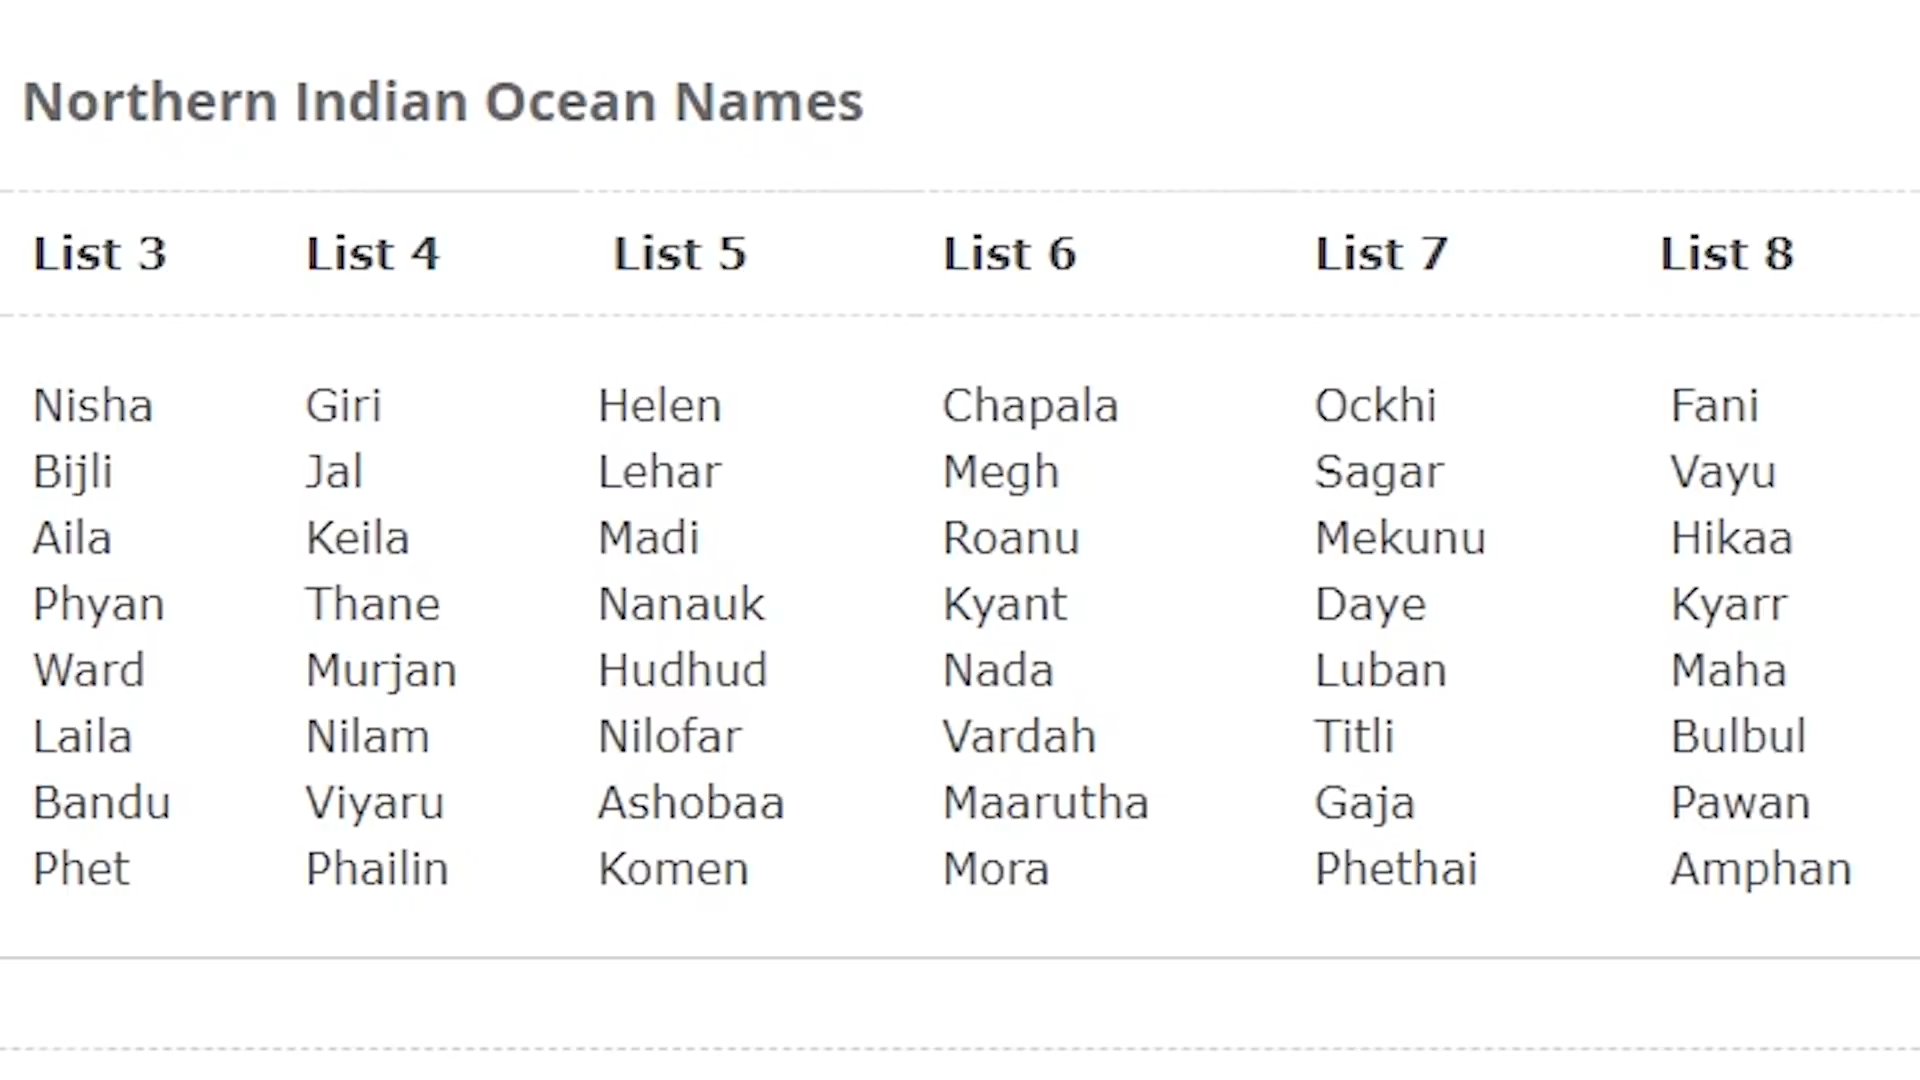 Northern Indian Ocean Names
List 3 List 4 List 5 List 6 List 7 List 8
Nisha Giri Helen Chapala Ockhi Fani
Bijli Jal Lehar Megh Sagar Vayu
Aila Keila Madi Roanu Mekunu Hikaa
Phyan Thane Nanauk Kyant Daye Kyarr
Ward Murjan Hudhud Nada Luban Maha
Laila Nilam Nilofar Vardah Titli Bulbul
Bandu Viyaru Ashobaa Maarutha Gaja Pawan
Phet Phailin Komen Mora Phethai Amphan